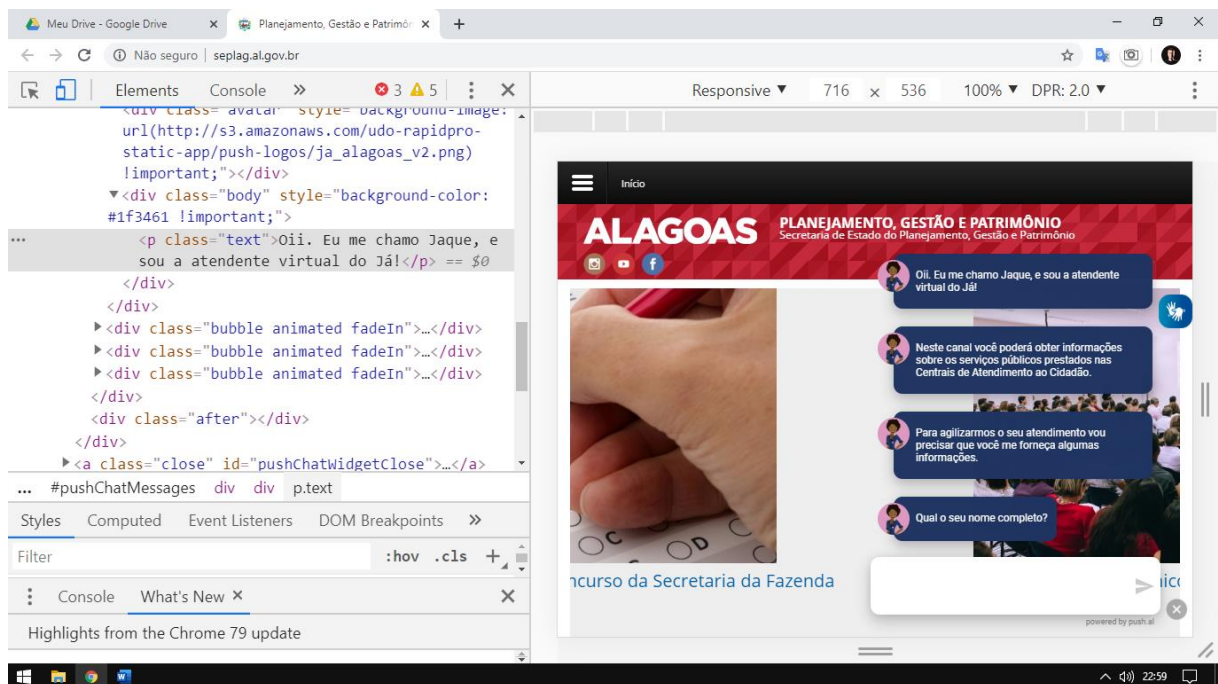 Meu Drive - Google Drive
Planejamento, Gestão e Patrimôr
Não seguro | seplag.al.gov.br
Elements Console » 3 5
Responsive ▼ 716 × 536 100% ▼ DPR: 2.0 ▼
<div class="avatar" style="background-image:
url(http://s3.amazonaws.com/udo-rapidpro-
static-app/push-logos/ja_alagoas_v2.png)
!important;"></div>
▼<div class="body" style="background-color:
#1f3461 !important;">
... <p class="text">Oii. Eu me chamo Jaque, e
sou a atendente virtual do Já!</p> == $0
</div>
</div>
▶<div class="bubble animated fadeIn">…</div>
▶<div class="bubble animated fadeIn">…</div>
▶<div class="bubble animated fadeIn">…</div>
</div>
<div class="after"></div>
</div>
▶<a class="close" id="pushChatWidgetClose">…</a>
... #pushChatMessages div div p.text
Styles Computed Event Listeners DOM Breakpoints »
Filter :hov .cls +
Console What's New ×
Highlights from the Chrome 79 update
Início
ALAGOAS
PLANEJAMENTO, GESTÃO E PATRIMÔNIO
Secretaria de Estado do Planejamento, Gestão e Patrimônio
Oii. Eu me chamo Jaque, e sou a atendente
virtual do Já!
Neste canal você poderá obter informações
sobre os serviços públicos prestados nas
Centrais de Atendimento ao Cidadão.
Para agilizarmos o seu atendimento vou
precisar que você me forneça algumas
informações.
Qual o seu nome completo?
C D
C
ncurso da Secretaria da Fazenda
nico
powered by push.al
22:59